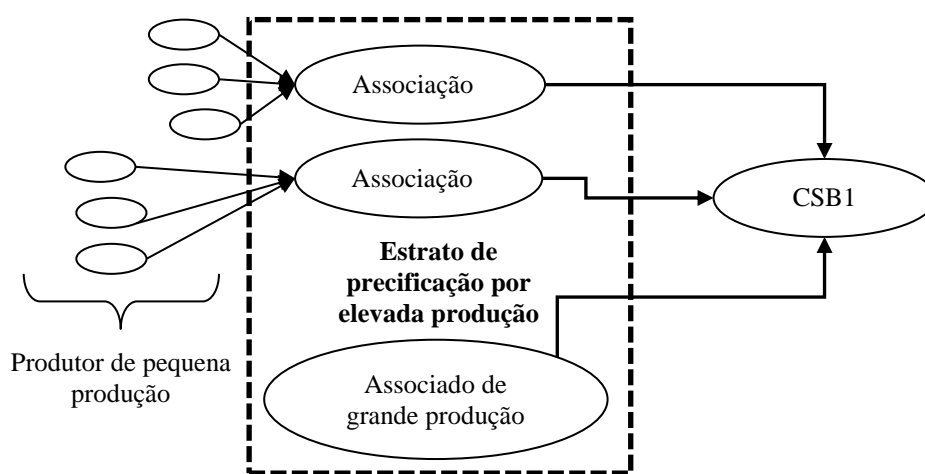 Associação
Associação
CSB1
Estrato de
precificação por
elevada produção
Produtor de pequena
produção
Associado de
grande produção